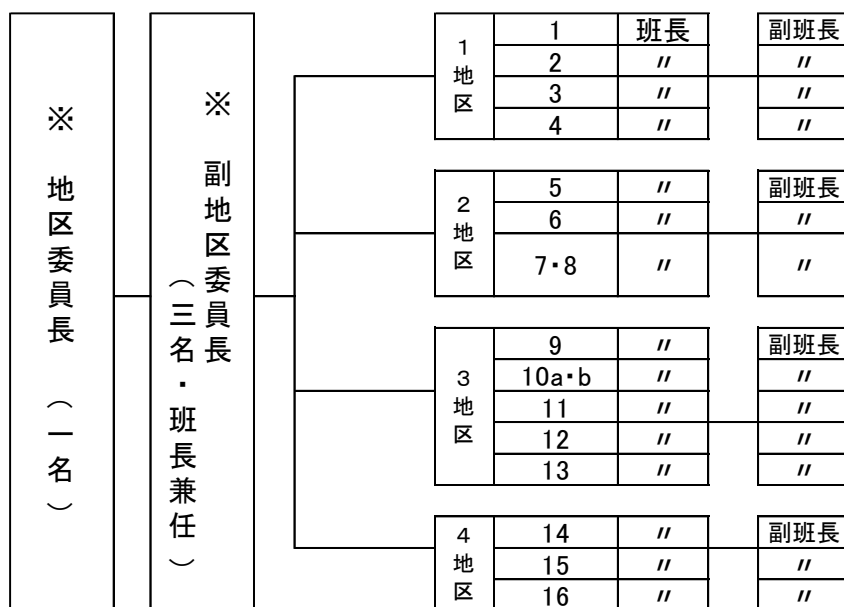 ※ 地区委員長 （一名）
※ 副地区委員長
（三名・班長兼任）
1地区
1 班長 副班長
2 〃 〃
3 〃 〃
4 〃 〃
2地区
5 〃 副班長
6 〃 〃
7・8 〃 〃
3地区
9 〃 副班長
10a・b 〃 〃
11 〃 〃
12 〃 〃
13 〃 〃
4地区
14 〃 副班長
15 〃 〃
16 〃 〃